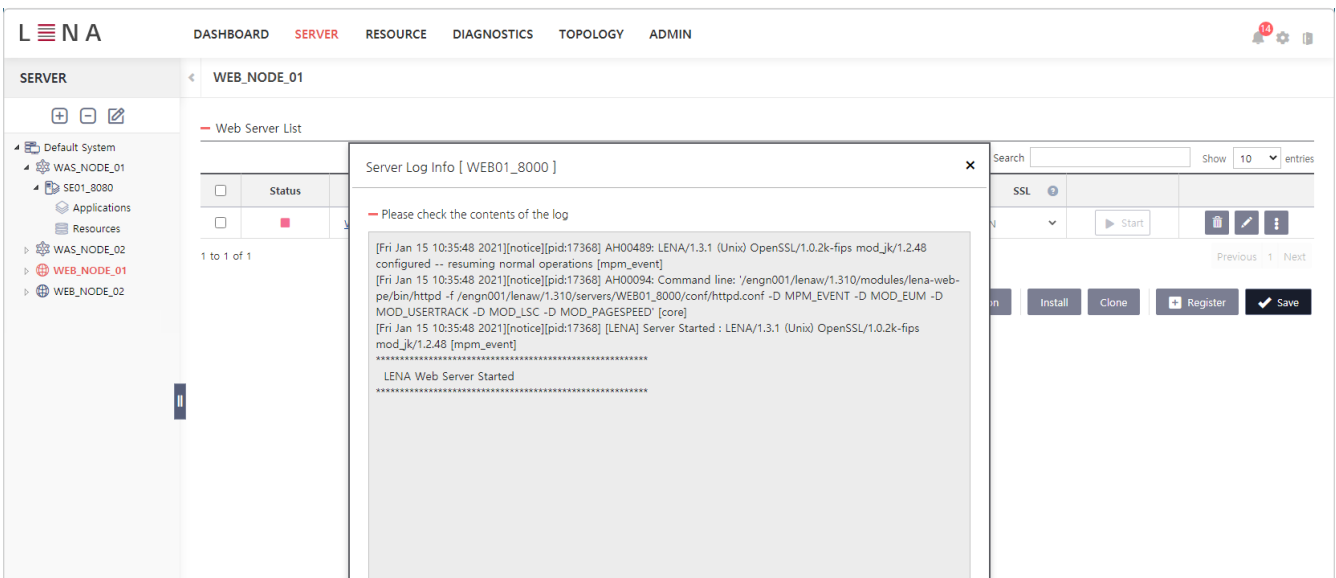 LENA
DASHBOARD SERVER RESOURCE DIAGNOSTICS TOPOLOGY ADMIN
14
SERVER
WEB_NODE_01
Default System
WAS_NODE_01
SE01_8080
Applications
Resources
WAS_NODE_02
WEB_NODE_01
WEB_NODE_02
Web Server List
Search
Show 10 entries
Status
SSL
Start
1 to 1 of 1
Previous 1 Next
Install Clone Register Save
Server Log Info [ WEB01_8000 ]
Please check the contents of the log
[Fri Jan 15 10:35:48 2021][notice][pid:17368] AH00489: LENA/1.3.1 (Unix) OpenSSL/1.0.2k-fips mod_jk/1.2.48
configured -- resuming normal operations [mpm_event]
[Fri Jan 15 10:35:48 2021][notice][pid:17368] AH00094: Command line: '/engn001/lenaw/1.310/modules/lena-web-
pe/bin/httpd -f /engn001/lenaw/1.310/servers/WEB01_8000/conf/httpd.conf -D MPM_EVENT -D MOD_EUM -D
MOD_USERTRACK -D MOD_LSC -D MOD_PAGESPEED' [core]
[Fri Jan 15 10:35:48 2021][notice][pid:17368] [LENA] Server Started : LENA/1.3.1 (Unix) OpenSSL/1.0.2k-fips
mod_jk/1.2.48 [mpm_event]
*********************************************************
LENA Web Server Started
*********************************************************